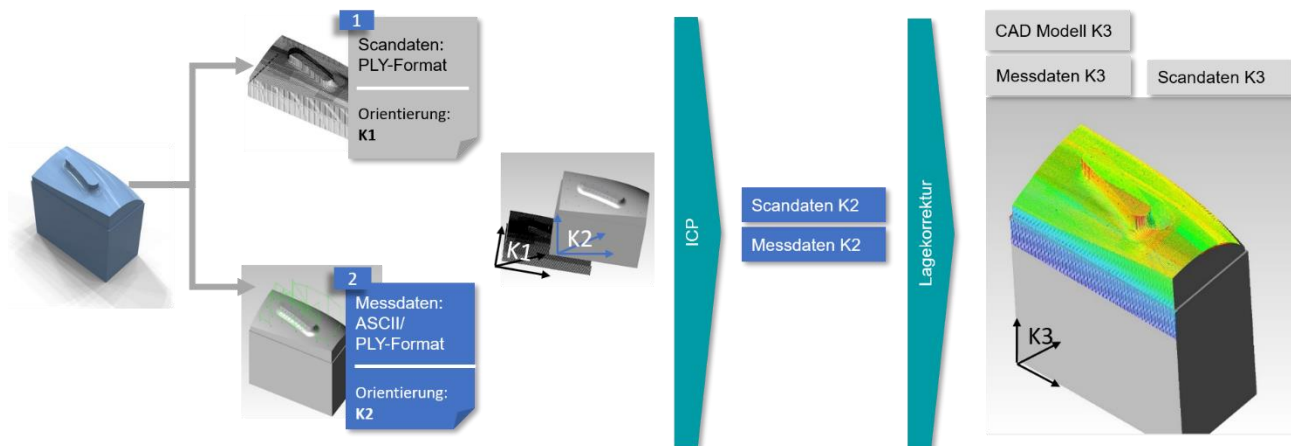 1
Scandaten:
PLY-Format
Orientierung:
K1
2
Messdaten:
ASCII/
PLY-Format
Orientierung:
K2
K1
K2
ICP
Scandaten K2
Messdaten K2
Lagekorrektur
CAD Modell K3
Messdaten K3
Scandaten K3
K3